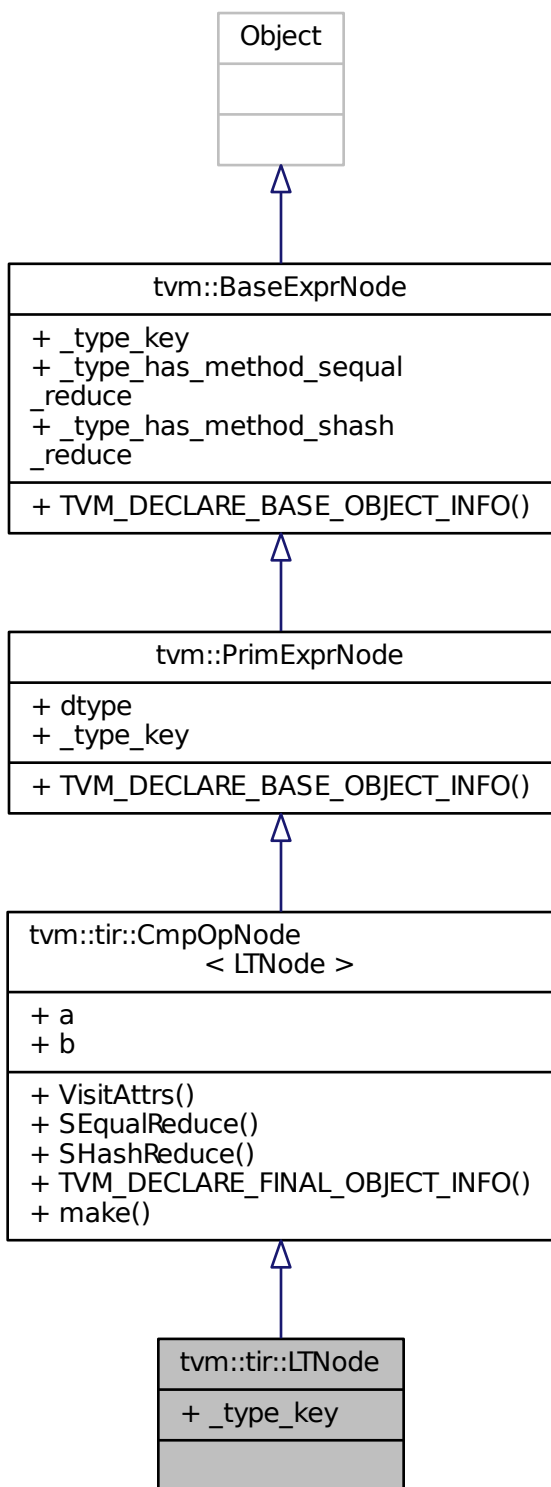 Object
tvm::BaseExprNode
+ _type_key
+ _type_has_method_sequal
_reduce
+ _type_has_method_shash
_reduce
+ TVM_DECLARE_BASE_OBJECT_INFO()
tvm::PrimExprNode
+ dtype
+ _type_key
+ TVM_DECLARE_BASE_OBJECT_INFO()
tvm::tir::CmpOpNode
< LTNode >
+ a
+ b
+ VisitAttrs()
+ SEqualReduce()
+ SHashReduce()
+ TVM_DECLARE_FINAL_OBJECT_INFO()
+ make()
tvm::tir::LTNode
+ _type_key